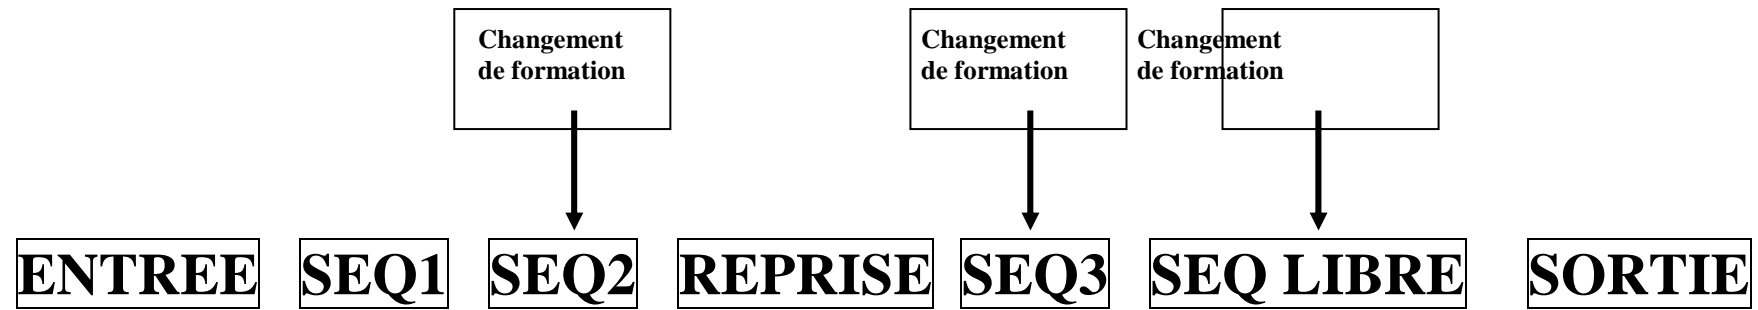 Changement
de formation
Changement
de formation
Changement
de formation
ENTREE
SEQ1
SEQ2
REPRISE
SEQ3
SEQ LIBRE
SORTIE